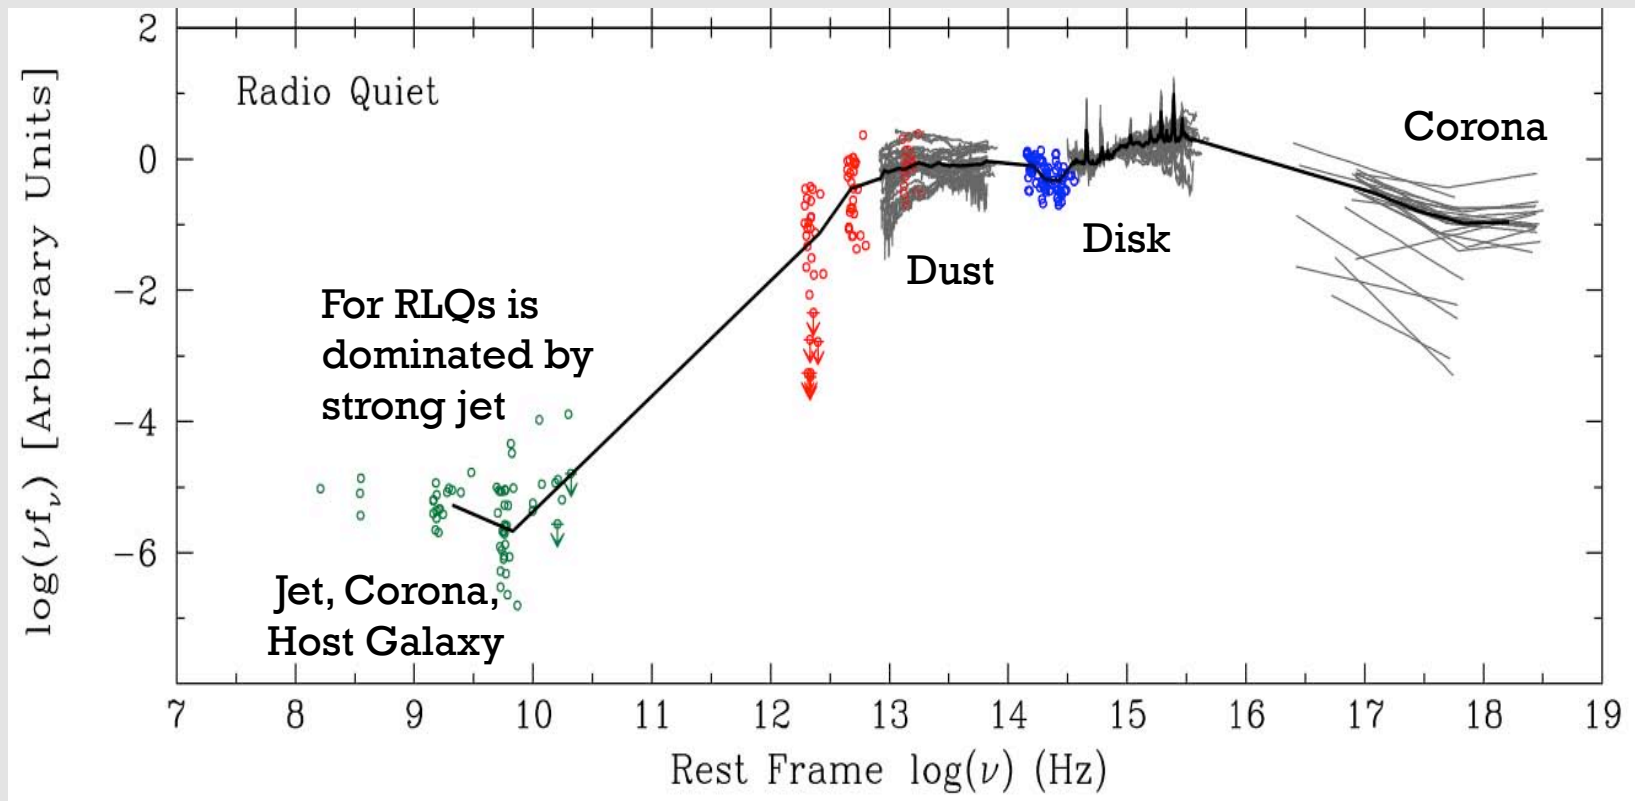 2
Radio Quiet
Corona
0
Disk
Dust
−2
For RLQs is
dominated by
strong jet
−4
−6
Jet, Corona,
Host Galaxy
log(νfν) [Arbitrary Units]
7 8 9 10 11 12 13 14 15 16 17 18 19
Rest Frame log(ν) (Hz)